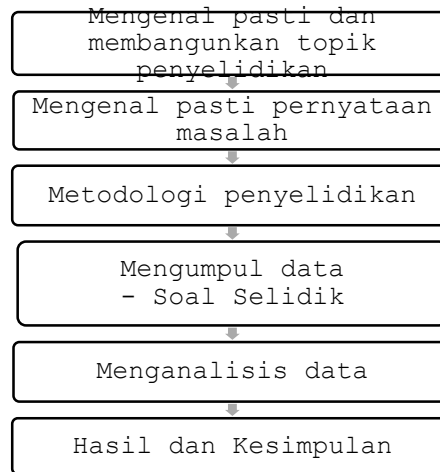 Mengenal pasti dan
membangunkan topik
penyelidikan
Mengenal pasti pernyataan
masalah
Metodologi penyelidikan
Mengumpul data
- Soal Selidik
Menganalisis data
Hasil dan Kesimpulan